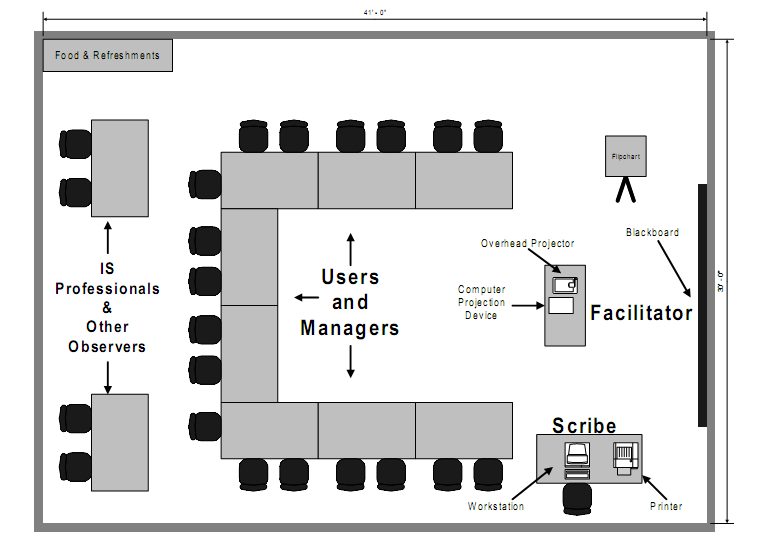 41' - 0"
Food & Refreshments
Flipchart
Blackboard
Overhead Projector
IS
Professionals
&
Other
Observers
Users
and
Managers
Computer
Projection
Device
Facilitator
30' - 0"
Scribe
Workstation
Printer